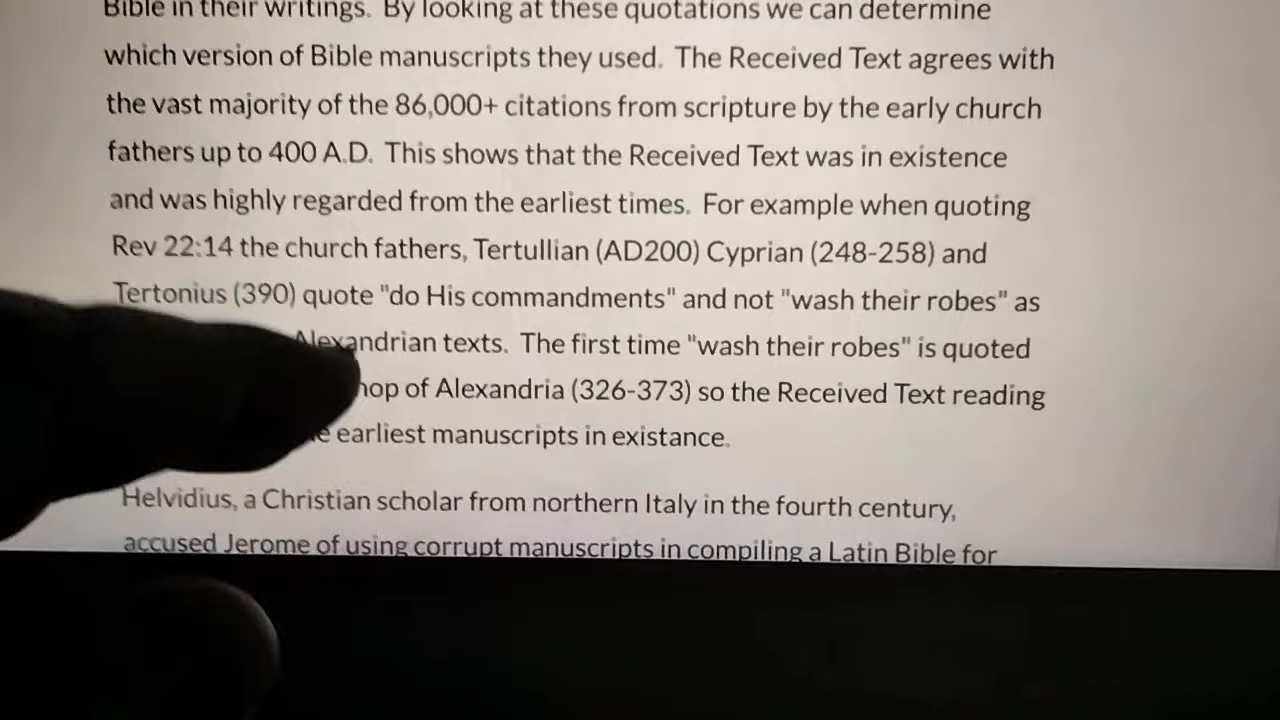 Bible in their writings. By looking at these quotations we can determine
which version of Bible manuscripts they used. The Received Text agrees with
the vast majority of the 86,000+ citations from scripture by the early church
fathers up to 400 A.D. This shows that the Received Text was in existence
and was highly regarded from the earliest times. For example when quoting
Rev 22:14 the church fathers, Tertullian (AD200) Cyprian (248-258) and
Tertonius (390) quote "do His commandments" and not "wash their robes" as
Alexandrian texts. The first time "wash their robes" is quoted
of Alexandria (326-373) so the Received Text reading
earliest manuscripts in existance.
Helvidius, a Christian scholar from northern Italy in the fourth century,
accused Jerome of using corrupt manuscripts in compiling a Latin Bible for